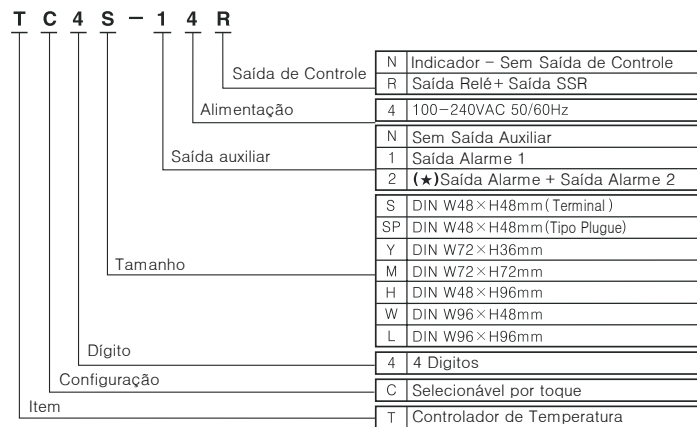 T C 4 S - 1 4 R
Saída de Controle
N Indicador - Sem Saída de Controle
R Saída Relé+ Saída SSR
Alimentação
4 100-240VAC 50/60Hz
Saída auxiliar
N Sem Saída Auxiliar
1 Saída Alarme 1
2 (★)Saída Alarme + Saída Alarme 2
Tamanho
S DIN W48×H48mm(Terminal)
SP DIN W48×H48mm(Tipo Plugue)
Y DIN W72×H36mm
M DIN W72×H72mm
H DIN W48×H96mm
W DIN W96×H48mm
L DIN W96×H96mm
Dígito
4 4 Digitos
Configuração
C Selecionável por toque
Item
T Controlador de Temperatura